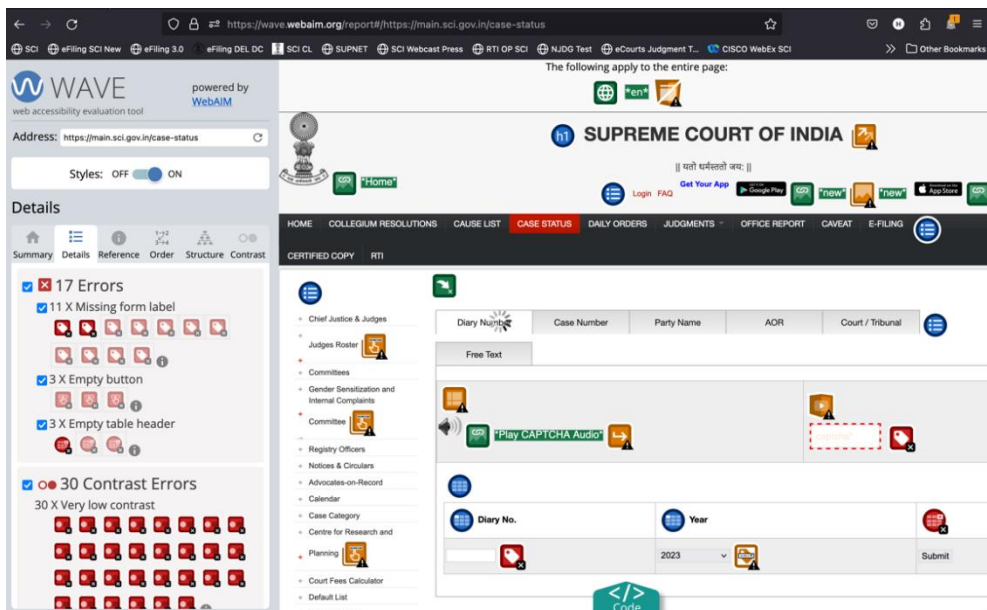 https://wave.webaim.org/report#/https://main.sci.gov.in/case-status
SCI eFiling SCI New eFiling 3.0 eFiling DEL DC SCI CL SUPNET SCI Webcast Press RTI OP SCI NJDG Test eCourts Judgment T... CISCO WebEx SCI Other Bookmarks
WAVE
web accessibility evaluation tool
powered by
WebAIM
Address: https://main.sci.gov.in/case-status
Styles: OFF ON
Details
Summary Details Reference Order Structure Contrast
17 Errors
11 X Missing form label
3 X Empty button
3 X Empty table header
30 Contrast Errors
30 X Very low contrast
The following apply to the entire page:
*en*
h1 SUPREME COURT OF INDIA
|| यतो धर्मस्ततो जय: ||
*Home*
Login FAQ Get Your App Google Play *new* *new* App Store
HOME COLLEGIUM RESOLUTIONS CAUSE LIST CASE STATUS DAILY ORDERS JUDGMENTS OFFICE REPORT CAVEAT E-FILING
CERTIFIED COPY RTI
Chief Justice & Judges
Judges Roster
Committees
Gender Sensitization and
Internal Complaints
Committee
Registry Officers
Notices & Circulars
Advocates-on-Record
Calendar
Case Category
Centre for Research and
Planning
Court Fees Calculator
Default List
Diary Number Case Number Party Name AOR Court / Tribunal
Free Text
*Play CAPTCHA Audio*
Diary No. Year
2023 Submit
</>
Code